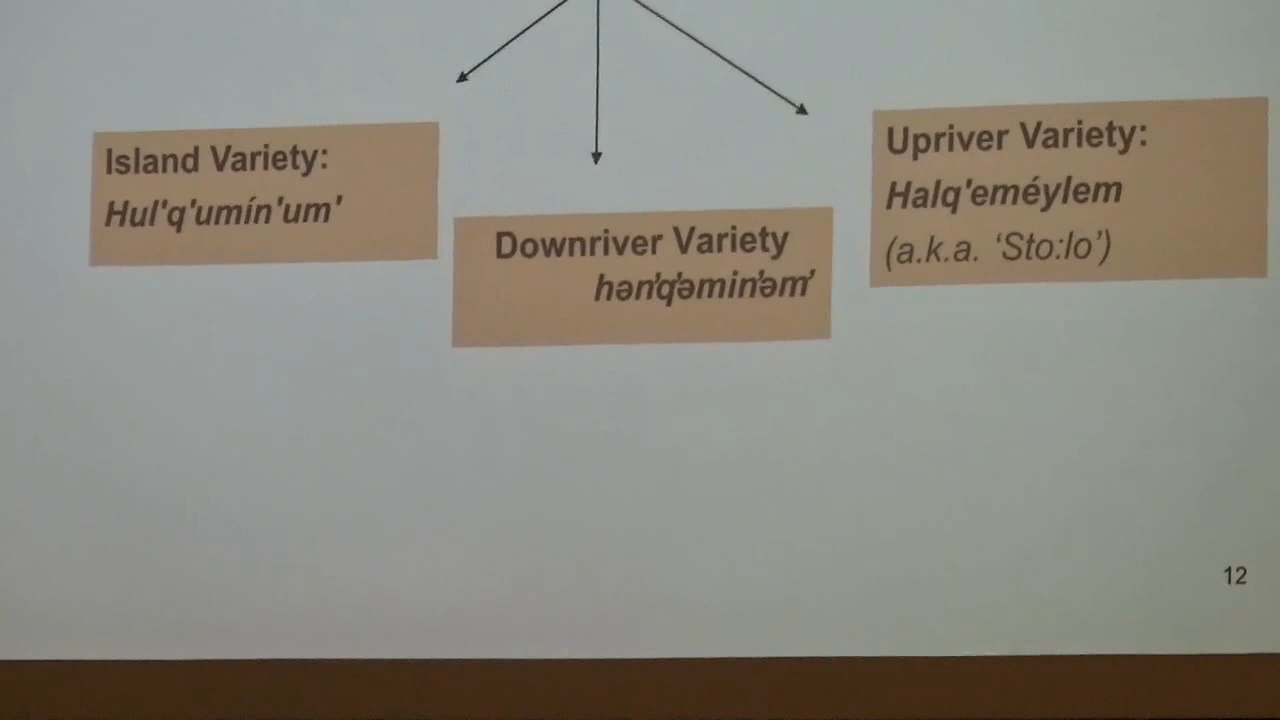 Island Variety:
Hul'q'umín'um'
Downriver Variety
hən̓q̓əmin̓əm̓
Upriver Variety:
Halq'eméylem
(a.k.a. ‘Sto:lo’)
12